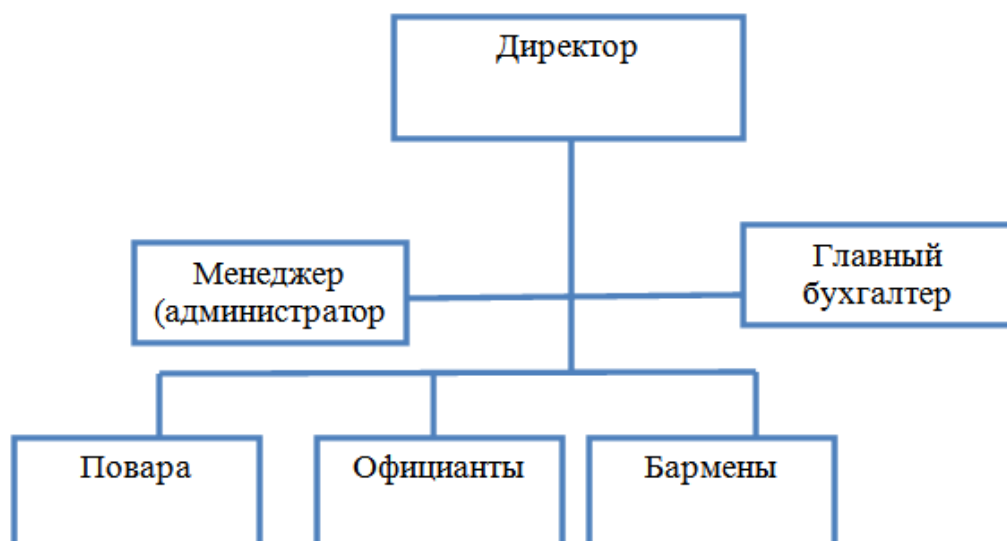 Директор
Менеджер
(администратор
Главный
бухгалтер
Повара
Официанты
Бармены